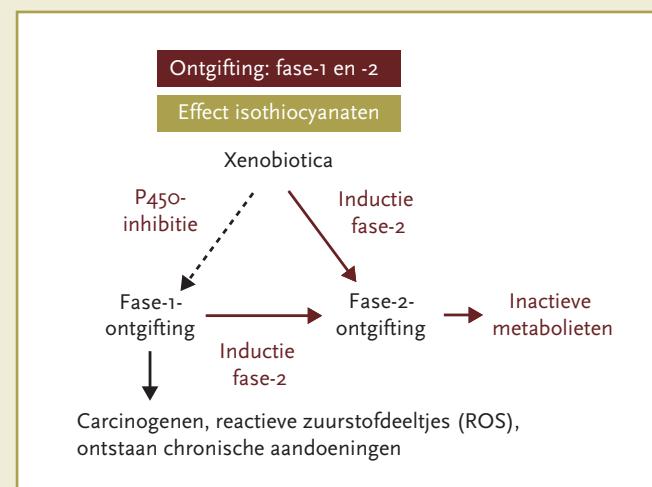 Ontgifting: fase-1 en -2
Effect isothiocyanaten
Xenobiotica
P450-
inhibitie
Inductie
fase-2
Fase-1-
ontgifting
Inductie
fase-2
Fase-2-
ontgifting
Inactieve
metabolieten
Carcinogenen, reactieve zuurstofdeeltjes (ROS),
ontstaan chronische aandoeningen